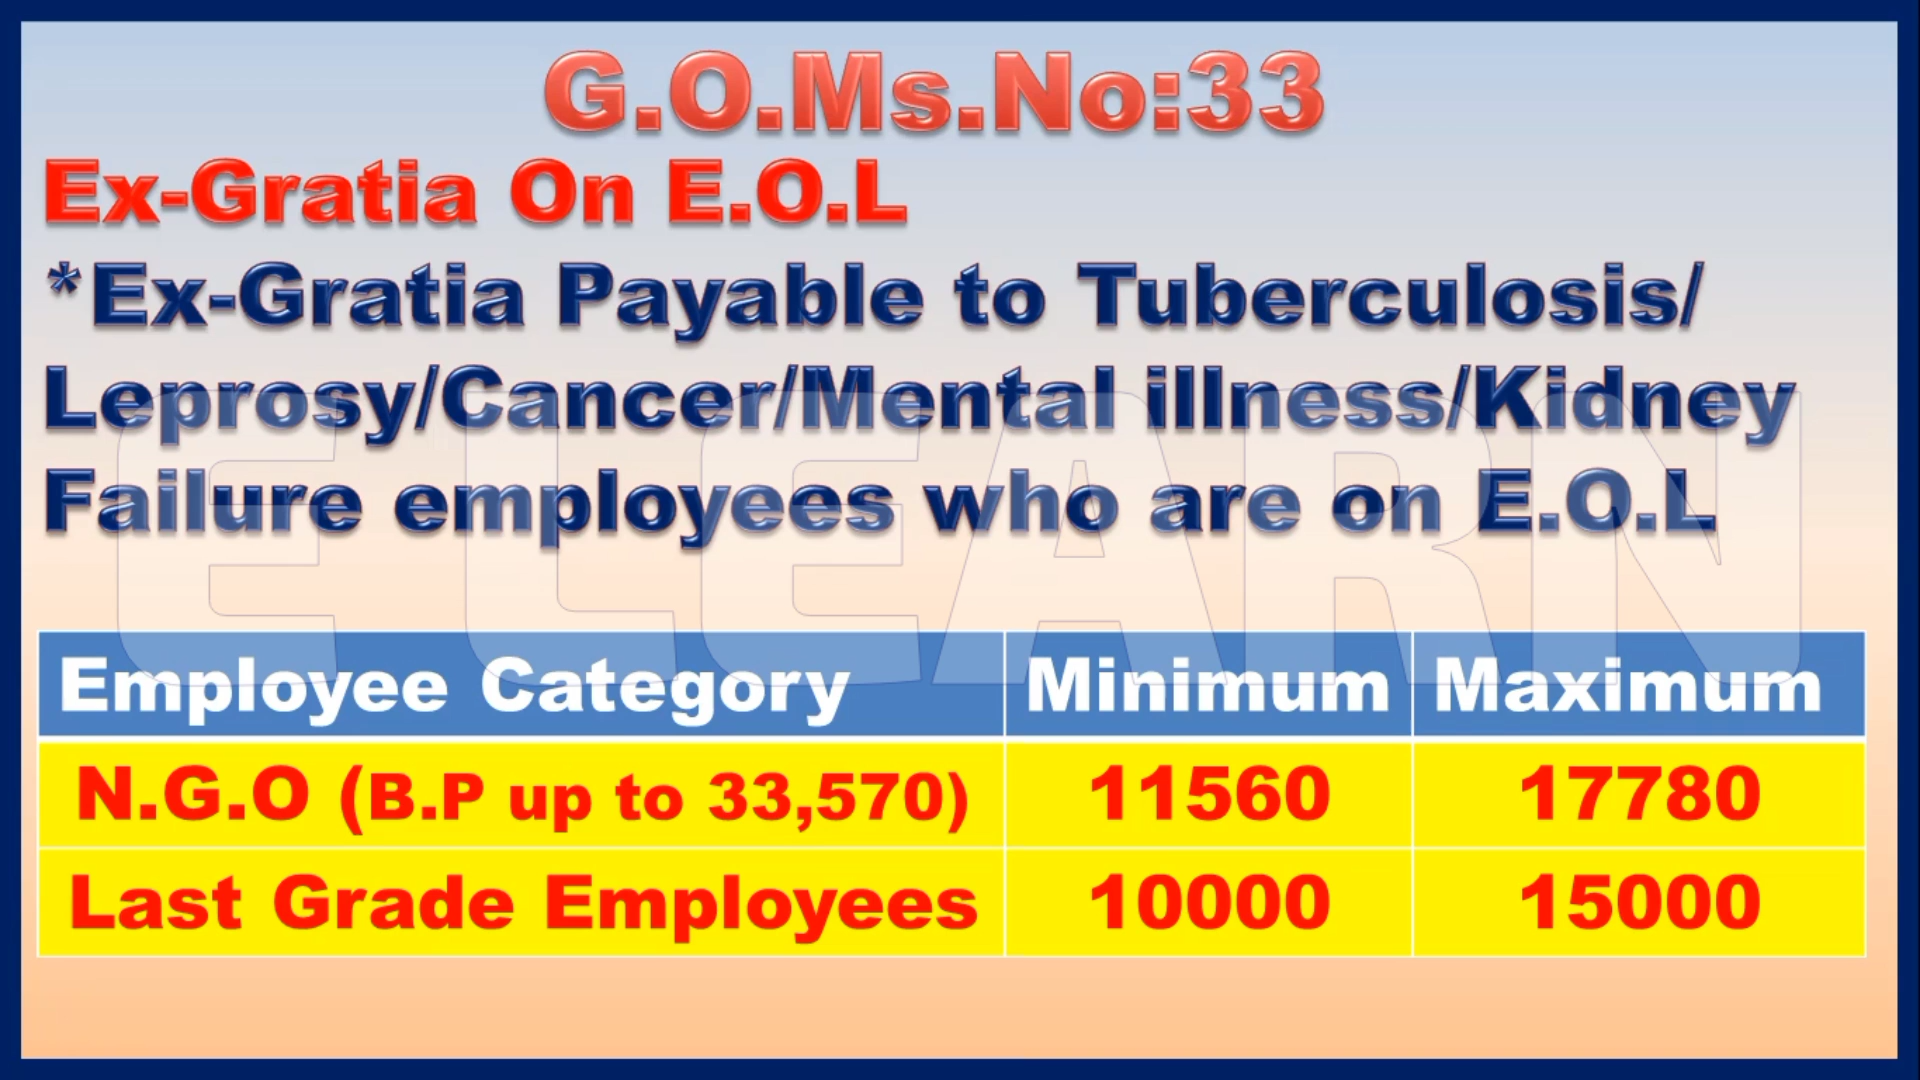 G.O.Ms.No:33
Ex-Gratia On E.O.L
*Ex-Gratia Payable to Tuberculosis/
Leprosy/Cancer/Mental illness/Kidney
Failure employees who are on E.O.L
E LEARN
Employee Category Minimum Maximum
N.G.O (B.P up to 33,570) 11560 17780
Last Grade Employees 10000 15000